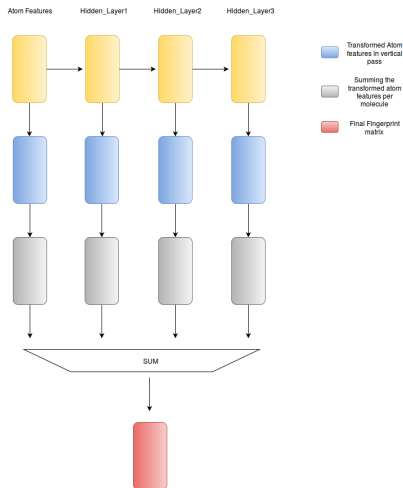 Atom Features
Hidden_Layer1
Hidden_Layer2
Hidden_Layer3
Transformed Atom
features in vertical
pass
Summing the
transformed atom
features per
molecule
Final Fingerprint
matrix
SUM